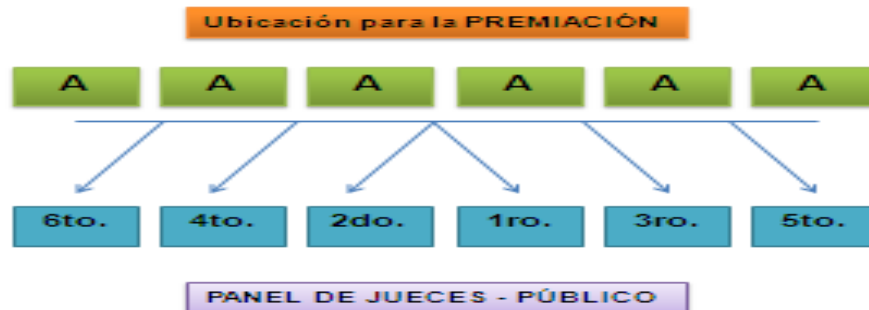 Ubicación para la PREMIACIÓN
A A A A A A
6to. 4to. 2do. 1ro. 3ro. 5to.
PANEL DE JUECES - PÚBLICO